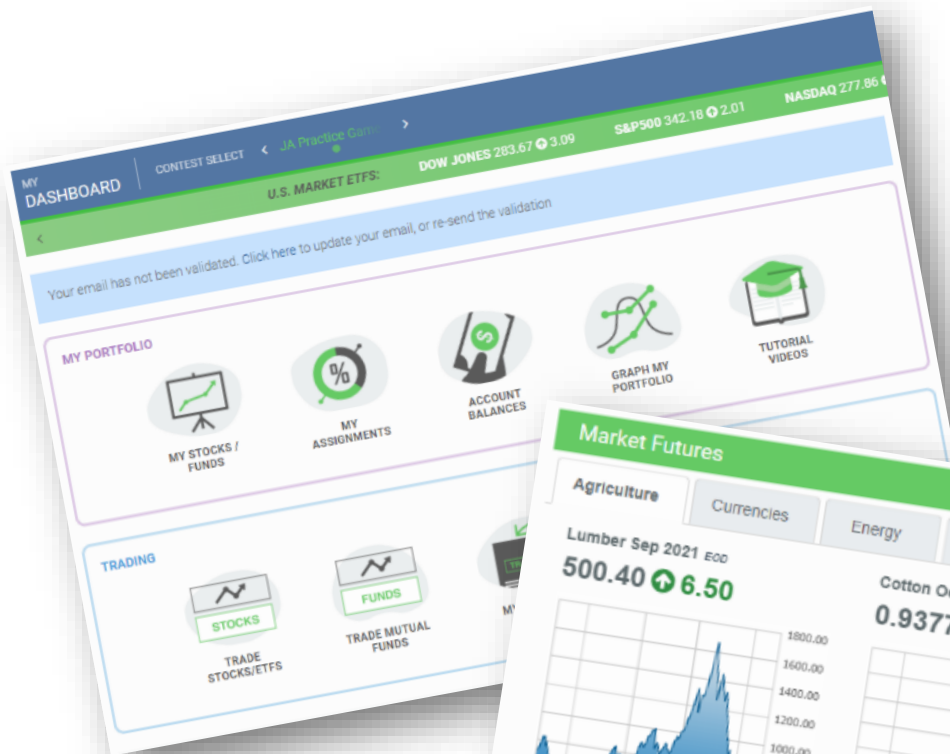 MY
DASHBOARD
CONTEST SELECT
JA Practice Game
U.S. MARKET ETFS:
DOW JONES 283.67 3.09
S&P500 342.18 2.01
NASDAQ 277.86
Your email has not been validated. Click here to update your email, or re-send the validation
MY PORTFOLIO
%
$
MY STOCKS /
FUNDS
MY
ASSIGNMENTS
ACCOUNT
BALANCES
GRAPH MY
PORTFOLIO
TUTORIAL
VIDEOS
TRADING
STOCKS
TRADE
STOCKS/ETFS
FUNDS
TRADE MUTUAL
FUNDS
Market Futures
Agriculture
Currencies
Energy
Lumber Sep 2021 EOD
500.40 6.50
1800.00
1600.00
1400.00
1200.00
1000.00
Cotton
0.9377